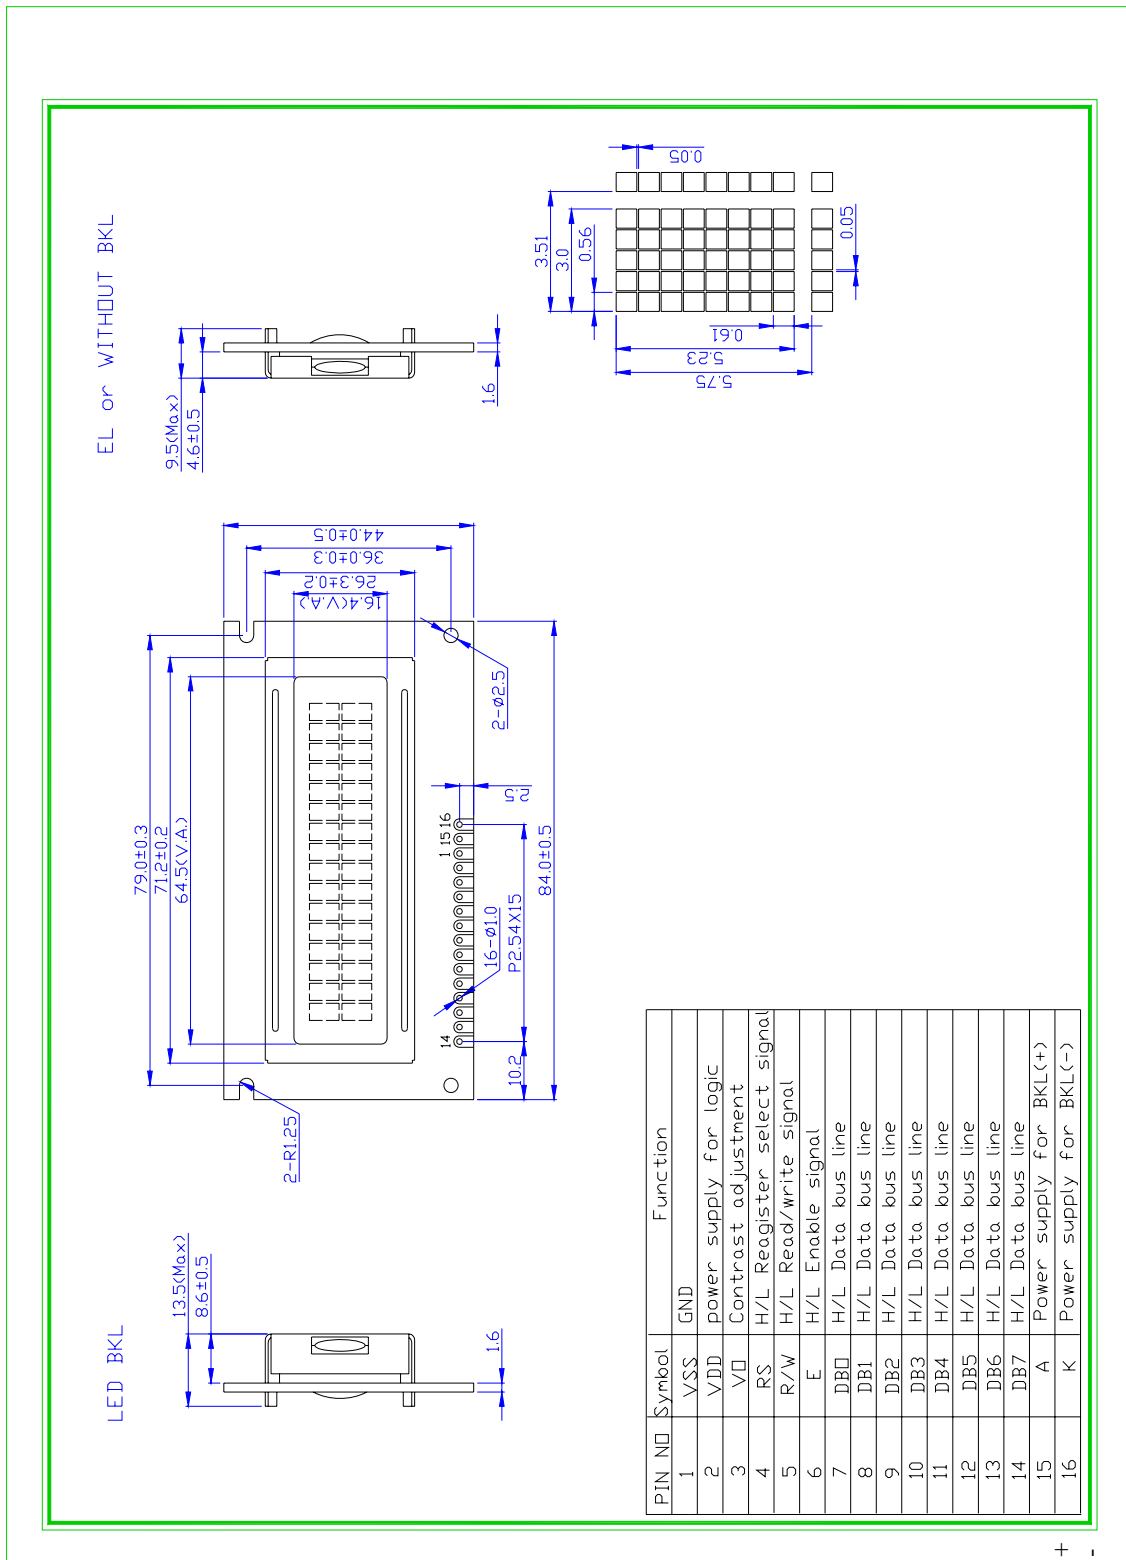 LED BKL
13.5(Max)
8.6±0.5
1.6
79.0±0.3
71.2±0.2
64.5(V.A.)
2-R1.25
44.0±0.5
36.0±0.3
26.3±0.2
16.4(V.A)
2-ø2.5
2.5
14
1 15 16
16-ø1.0
P2.54X15
10.2
84.0±0.5
EL or WITHOUT BKL
9.5(Max)
4.6±0.5
1.6
3.51
3.0
0.56
0.05
0.61
5.23
5.75
0.05
PIN NO Symbol Function
1 VSS GND
2 VDD power supply for logic
3 VO Contrast adjustment
4 RS H/L Reagister select signal
5 R/W H/L Read/write signal
6 E H/L Enable signal
7 DB0 H/L Data bus line
8 DB1 H/L Data bus line
9 DB2 H/L Data bus line
10 DB3 H/L Data bus line
11 DB4 H/L Data bus line
12 DB5 H/L Data bus line
13 DB6 H/L Data bus line
14 DB7 H/L Data bus line
15 A Power supply for BKL(+)
16 K Power supply for BKL(-)